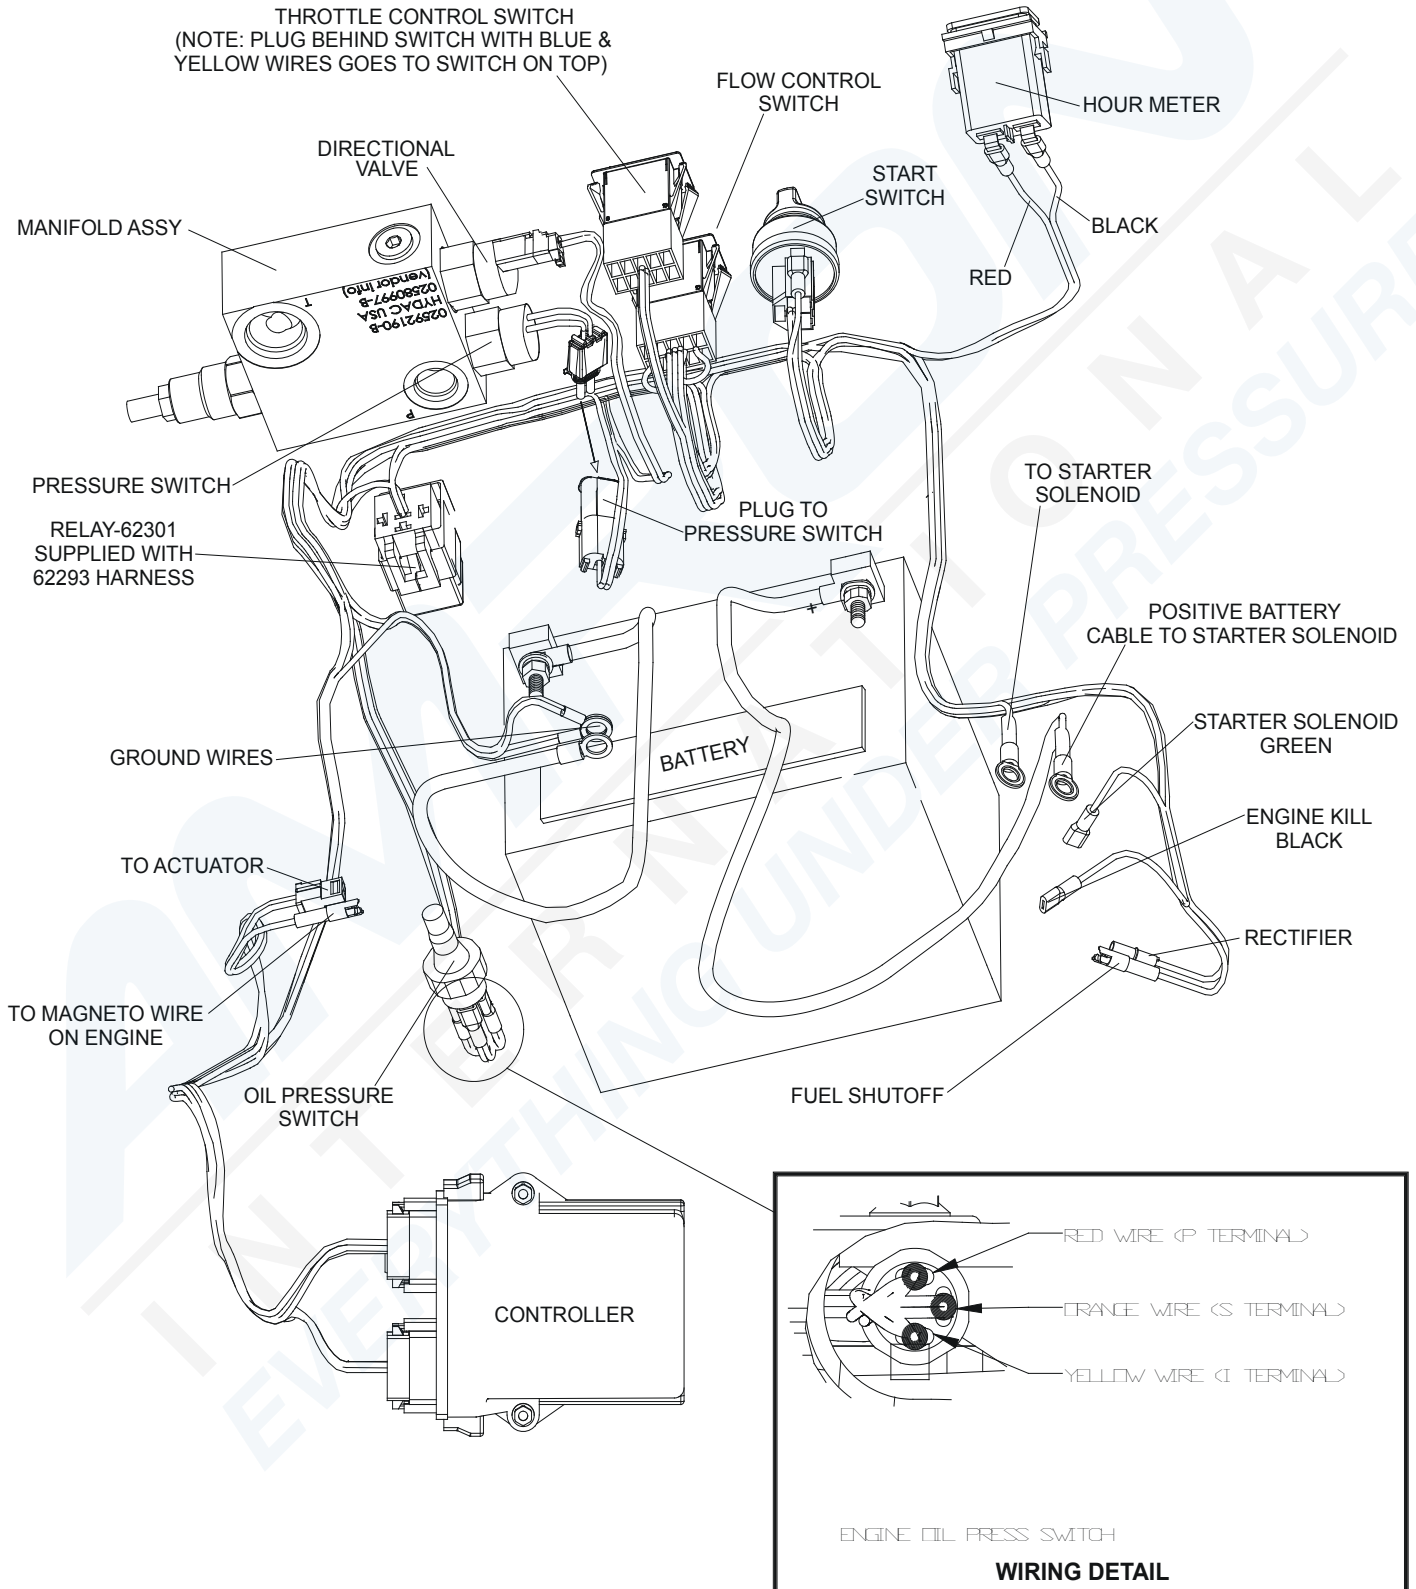 THROTTLE CONTROL SWITCH
(NOTE: PLUG BEHIND SWITCH WITH BLUE &
YELLOW WIRES GOES TO SWITCH ON TOP)
FLOW CONTROL
SWITCH
HOUR METER
DIRECTIONAL
VALVE
START
SWITCH
MANIFOLD ASSY
BLACK
RED
T
02592190-B
HYDAC USA
02580997-B
(vendor info)
P
PRESSURE SWITCH
TO STARTER
SOLENOID
PLUG TO
PRESSURE SWITCH
RELAY-62301
SUPPLIED WITH
62293 HARNESS
+
POSITIVE BATTERY
CABLE TO STARTER SOLENOID
STARTER SOLENOID
GREEN
GROUND WIRES
BATTERY
ENGINE KILL
BLACK
TO ACTUATOR
RECTIFIER
TO MAGNETO WIRE
ON ENGINE
OIL PRESSURE
SWITCH
FUEL SHUTOFF
CONTROLLER
RED WIRE (P TERMINAL)
ORANGE WIRE (S TERMINAL)
YELLOW WIRE (I TERMINAL)
ENGINE OIL PRESS SWITCH
WIRING DETAIL
INTERNATIONAL
EVERYTHING UNDER PRESSURE